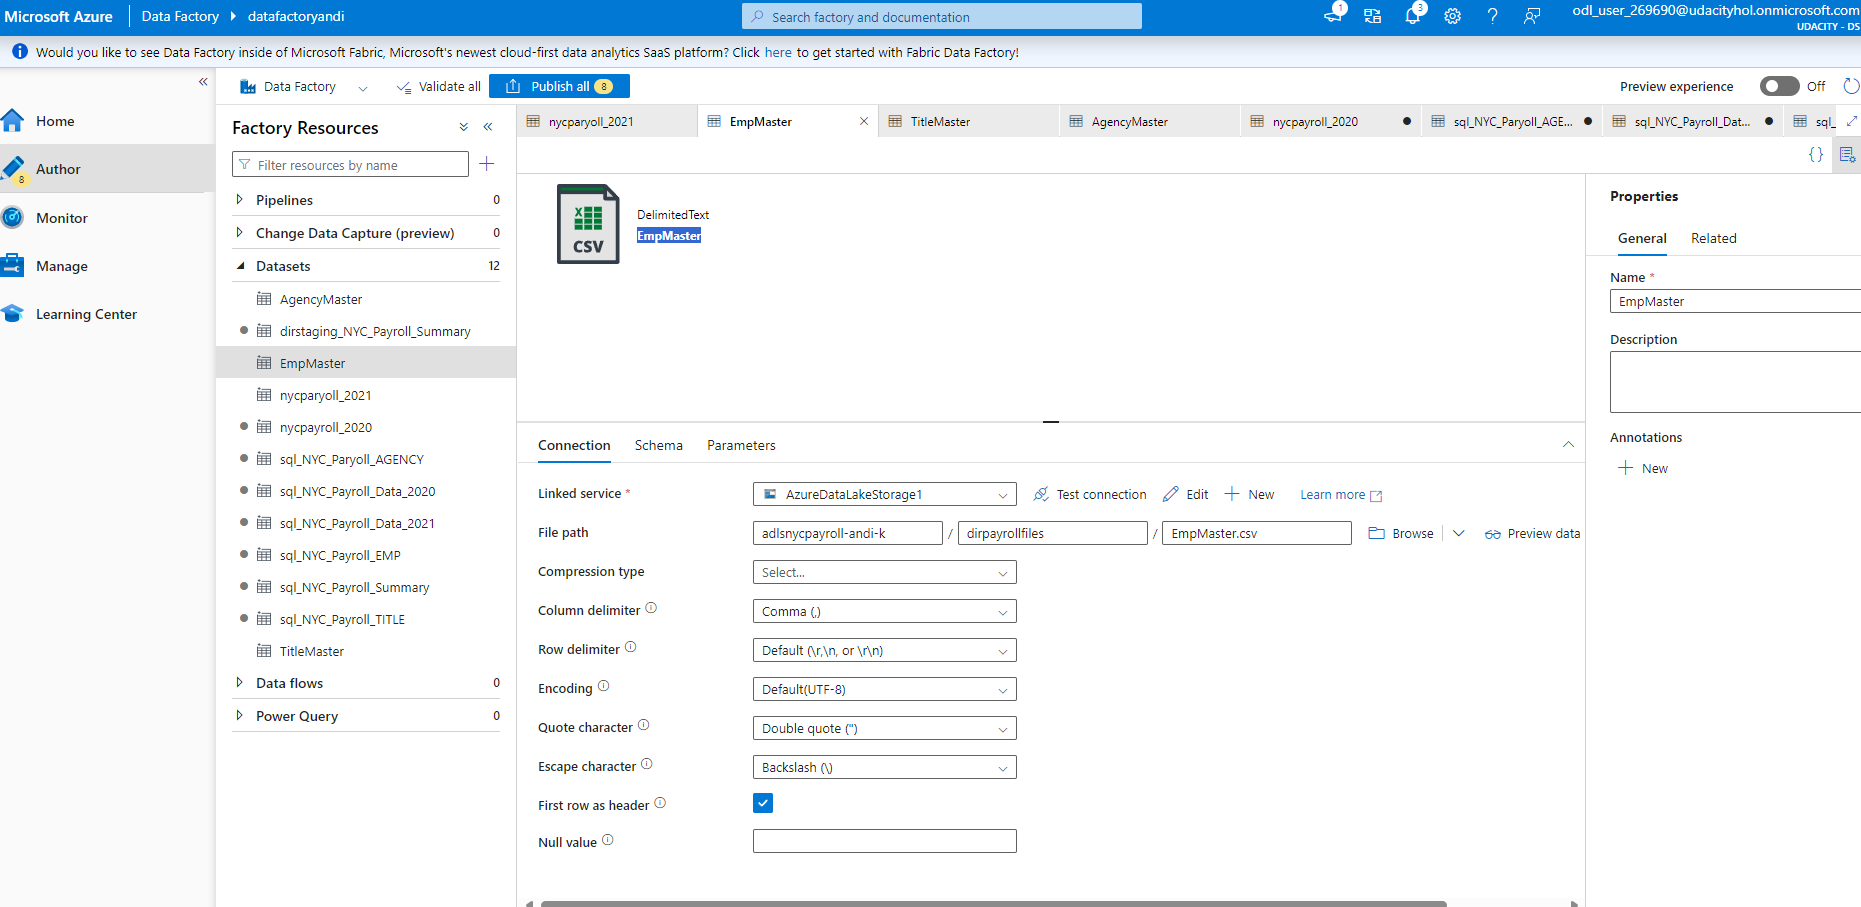 Microsoft Azure
Data Factory
datafactoryandi
Search factory and documentation
1
3
odl_user_269690@udacityhol.onmicrosoft.com
UDACITY - DS
Would you like to see Data Factory inside of Microsoft Fabric, Microsoft's newest cloud-first data analytics SaaS platform? Click here to get started with Fabric Data Factory!
Home
Author
8
Monitor
Manage
Learning Center
Data Factory
Validate all
Publish all 8
Preview experience
Off
Factory Resources
Filter resources by name
Pipelines 0
Change Data Capture (preview) 0
Datasets 12
AgencyMaster
dirstaging_NYC_Payroll_Summary
EmpMaster
nycparyoll_2021
nycpayroll_2020
sql_NYC_Paryoll_AGENCY
sql_NYC_Payroll_Data_2020
sql_NYC_Payroll_Data_2021
sql_NYC_Payroll_EMP
sql_NYC_Payroll_Summary
sql_NYC_Payroll_TITLE
TitleMaster
Data flows 0
Power Query 0
nycparyoll_2021
EmpMaster
TitleMaster
AgencyMaster
nycpayroll_2020
sql_NYC_Paryoll_AGE...
sql_NYC_Payroll_Dat...
sql_
{}
CSV
DelimitedText
EmpMaster
Connection
Schema
Parameters
Linked service *
AzureDataLakeStorage1
Test connection
Edit
New
Learn more
File path
adlsnycpayroll-andi-k / dirpayrollfiles / EmpMaster.csv
Browse
Preview data
Compression type
Select...
Column delimiter
Comma (,)
Row delimiter
Default (\r,\n, or \r\n)
Encoding
Default(UTF-8)
Quote character
Double quote (")
Escape character
Backslash (\)
First row as header
Null value
Properties
General
Related
Name *
EmpMaster
Description
Annotations
New